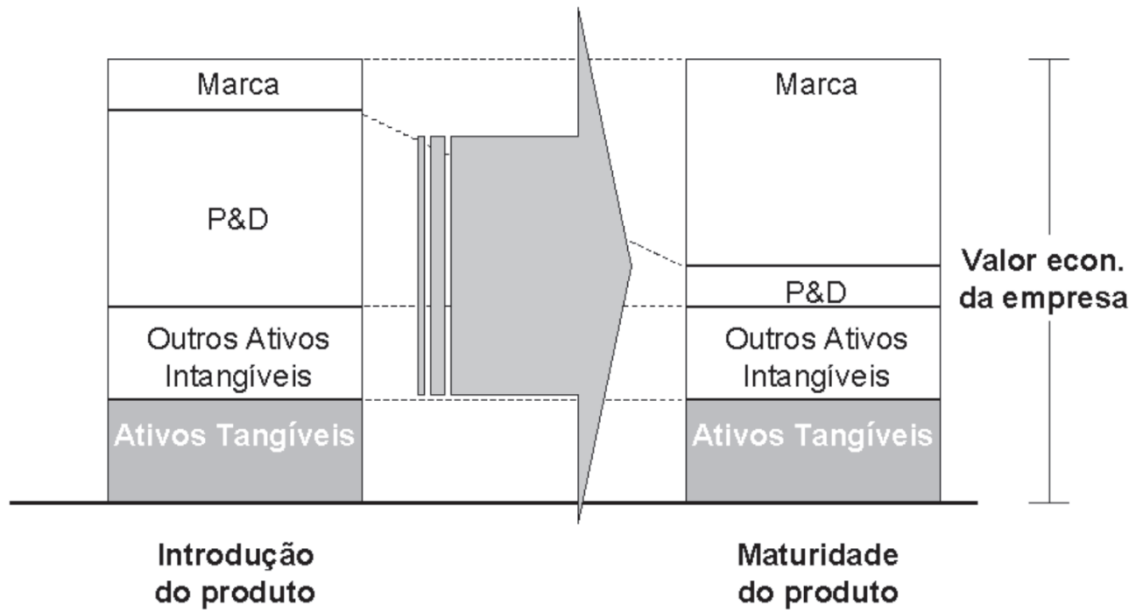 Marca
P&D
Outros Ativos
Intangíveis
Ativos Tangíveis
Introdução
do produto
Marca
P&D
Outros Ativos
Intangíveis
Ativos Tangíveis
Maturidade
do produto
Valor econ.
da empresa